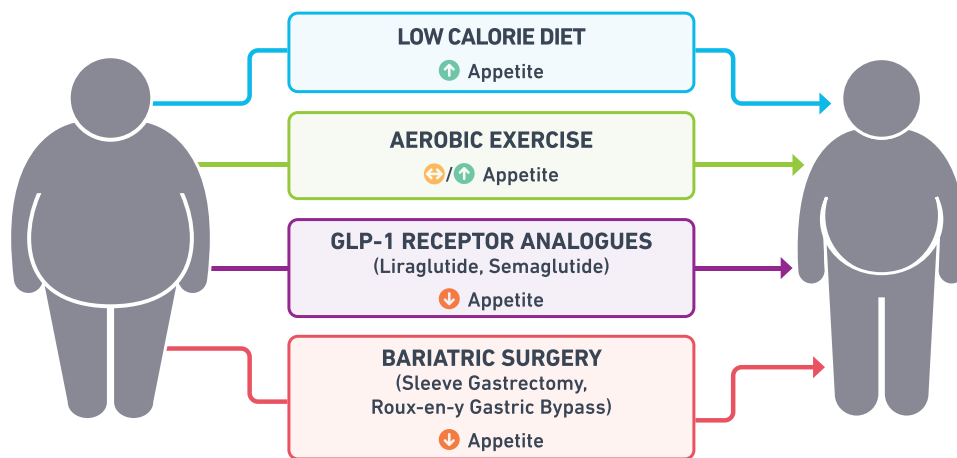 LOW CALORIE DIET
↑ Appetite
AEROBIC EXERCISE
↔/↑ Appetite
GLP-1 RECEPTOR ANALOGUES
(Liraglutide, Semaglutide)
↓ Appetite
BARIATRIC SURGERY
(Sleeve Gastrectomy,
Roux-en-y Gastric Bypass)
↓ Appetite